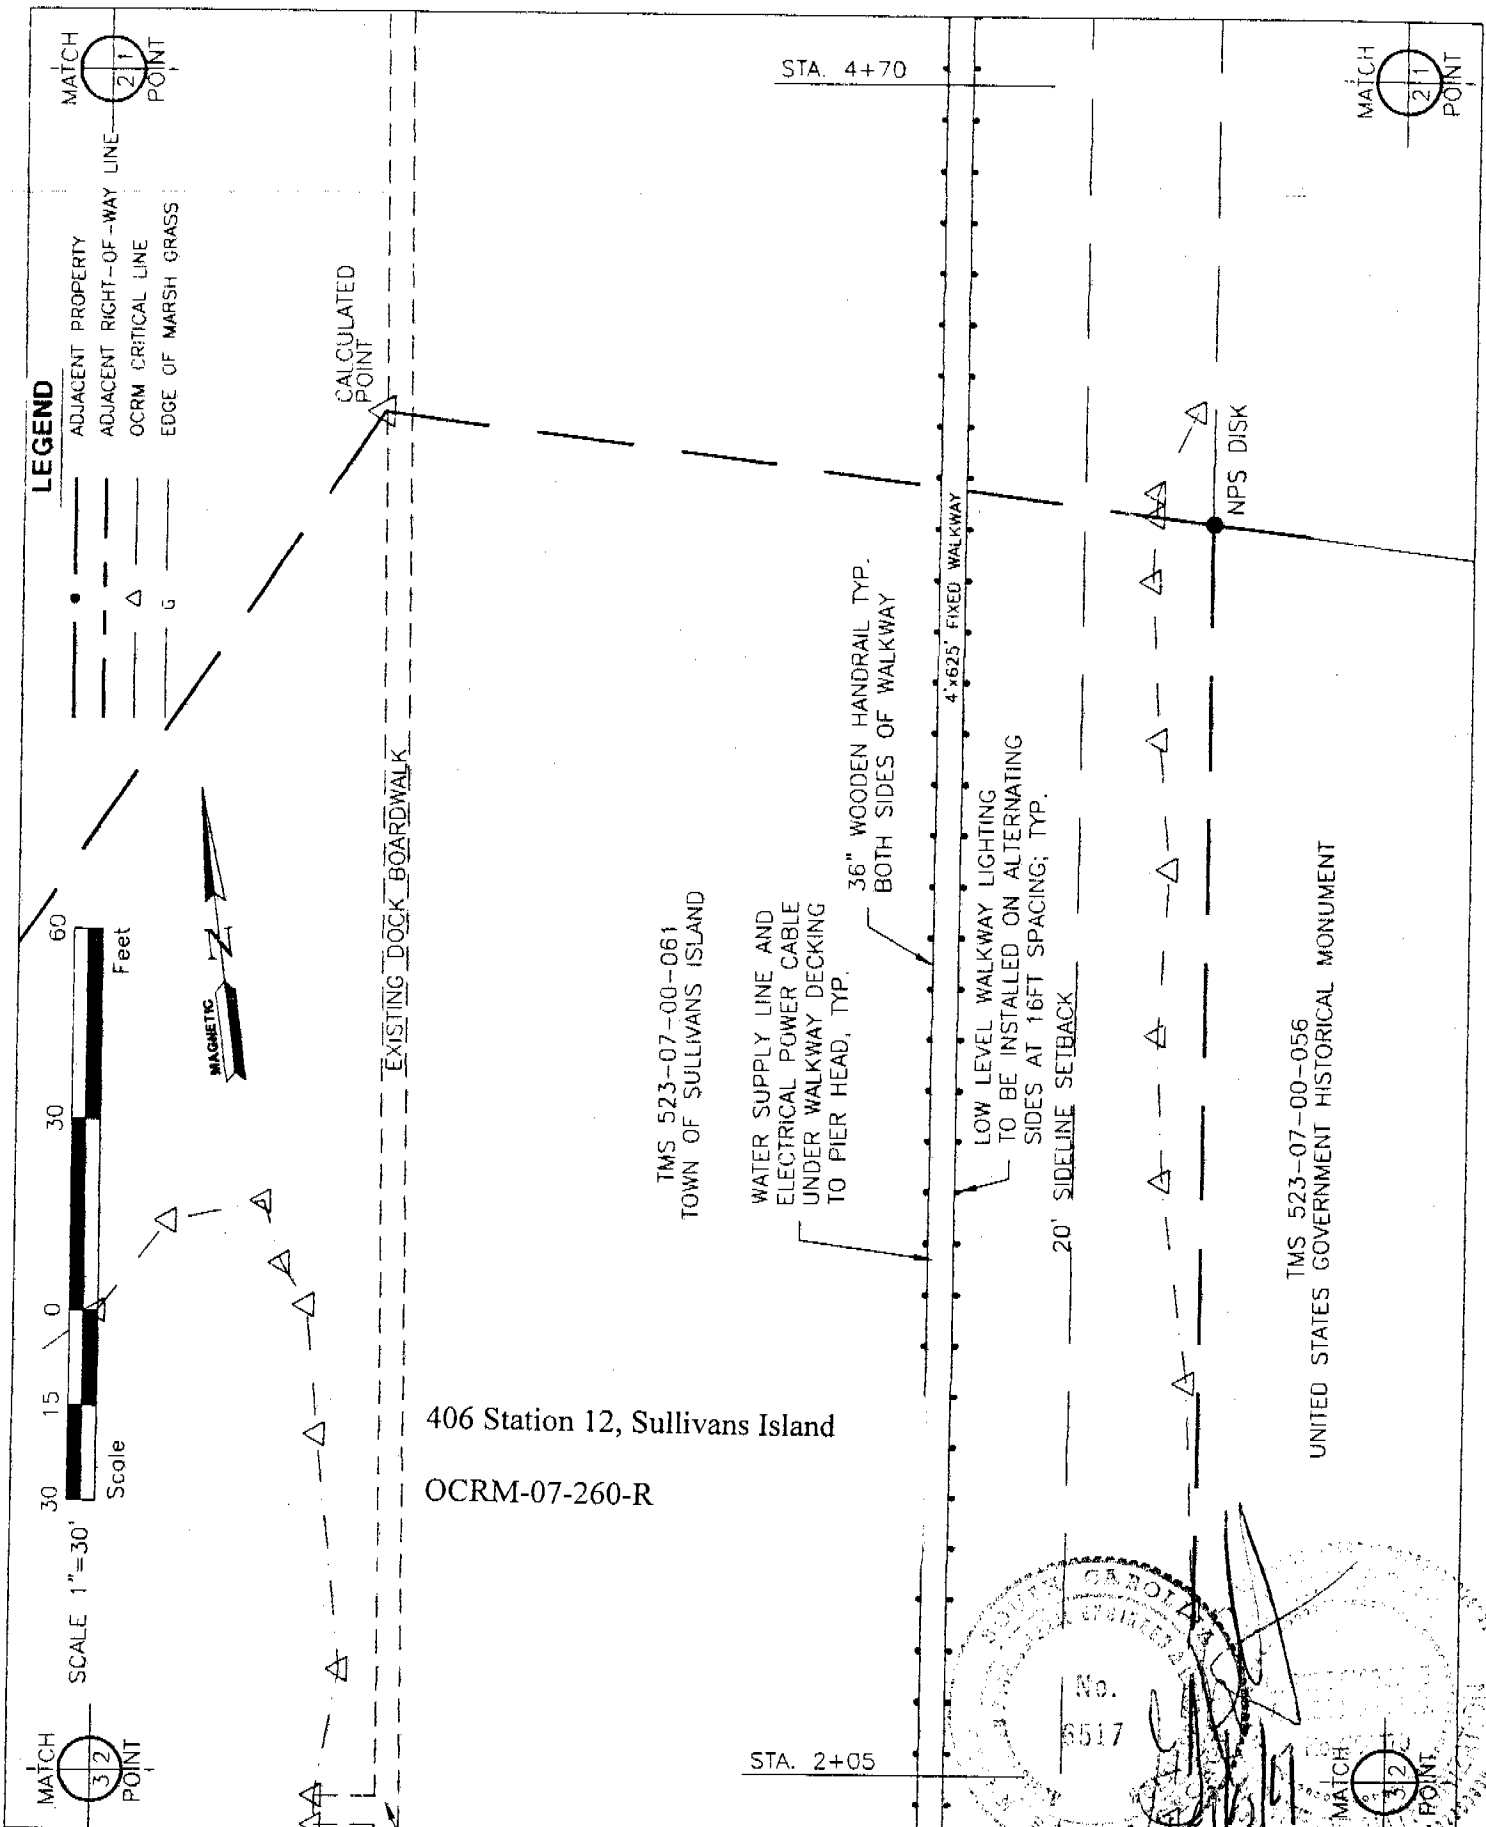 MATCH
2 1
POINT
STA. 4+70
MATCH
2 1
POINT
LEGEND
ADJACENT PROPERTY
ADJACENT RIGHT-OF-WAY LINE
OCRM CRITICAL LINE
G EDGE OF MARSH GRASS
CALCULATED
POINT
NPS DISK
4'x625' FIXED WALKWAY
36" WOODEN HANDRAIL TYP.
BOTH SIDES OF WALKWAY
EXISTING DOCK BOARDWALK
MAGNETIC
N
LOW LEVEL WALKWAY LIGHTING
TO BE INSTALLED ON ALTERNATING
SIDES AT 16FT SPACING; TYP.
TMS 523-07-00-061
TOWN OF SULLIVANS ISLAND
WATER SUPPLY LINE AND
ELECTRICAL POWER CABLE
UNDER WALKWAY DECKING
TO PIER HEAD, TYP.
20' SIDELINE SETBACK
TMS 523-07-00-056
UNITED STATES GOVERNMENT HISTORICAL MONUMENT
30 15 0 30 60
Scale Feet
SCALE 1"=30'
406 Station 12, Sullivans Island
OCRM-07-260-R
MATCH
3 2
POINT
STA. 2+05
SOUTH CAROLINA
No.
6517
MATCH
3 2
POINT